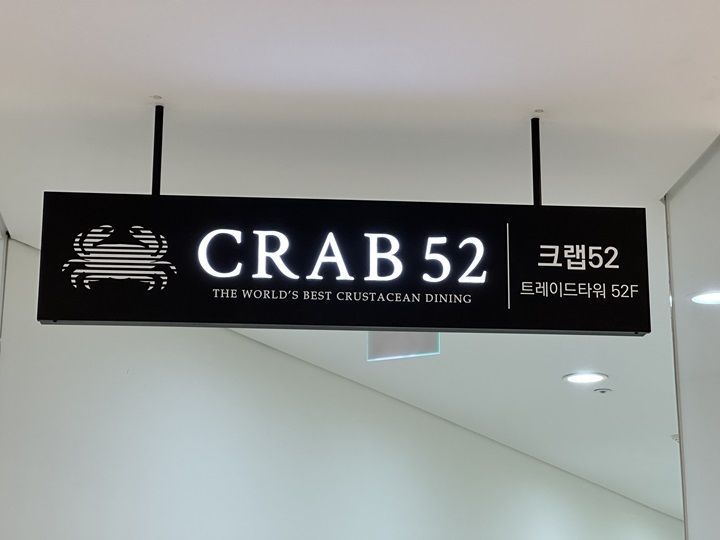 CRAB 52
THE WORLD'S BEST CRUSTACEAN DINING
크랩52
트레이드타워 52F